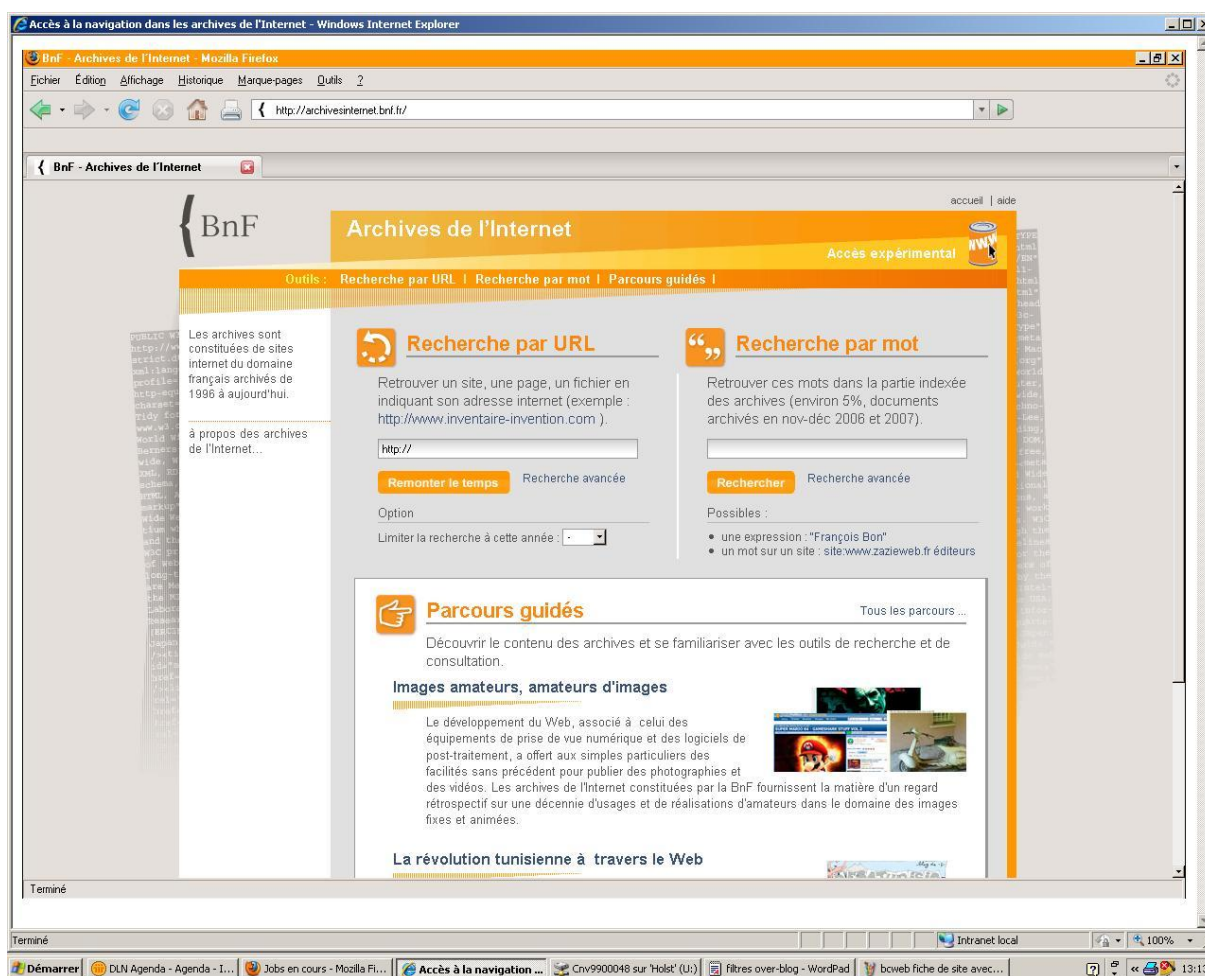 Accès à la navigation dans les archives de l'Internet - Windows Internet Explorer
BnF - Archives de l'Internet - Mozilla Firefox
Fichier Édition Affichage Historique Marque-pages Outils ?
http://archivesinternet.bnf.fr/
BnF - Archives de l'Internet
accueil | aide
BnF
Archives de l'Internet
Accès expérimental
www
Outils : Recherche par URL | Recherche par mot | Parcours guidés |
Les archives sont
constituées de sites
internet du domaine
français archivés de
1996 à aujourd'hui.
à propos des archives
de l'Internet...
Recherche par URL
Retrouver un site, une page, un fichier en
indiquant son adresse internet (exemple :
http://www.inventaire-invention.com ).
http://
Remonter le temps Recherche avancée
Option
Limiter la recherche à cette année : -
Recherche par mot
Retrouver ces mots dans la partie indexée
des archives (environ 5%, documents
archivés en nov-déc 2006 et 2007).
Rechercher Recherche avancée
Possibles :
• une expression : "François Bon"
• un mot sur un site : site:www.zazieweb.fr éditeurs
Parcours guidés
Tous les parcours ...
Découvrir le contenu des archives et se familiariser avec les outils de recherche et de
consultation.
Images amateurs, amateurs d'images
Le développement du Web, associé à celui des
équipements de prise de vue numérique et des logiciels de
post-traitement, a offert aux simples particuliers des
facilités sans précédent pour publier des photographies et
des vidéos. Les archives de l'Internet constituées par la BnF fournissent la matière d'un regard
rétrospectif sur une décennie d'usages et de réalisations d'amateurs dans le domaine des images
fixes et animées.
La révolution tunisienne à travers le Web
Terminé
Terminé
Intranet local
100%
Démarrer
DLN Agenda - Agenda - I...
Jobs en cours - Mozilla Fi...
Accès à la navigation ...
Cnv9900048 sur 'Holst' (U:)
filtres over-blog - WordPad
bcweb fiche de site avec...
13:13